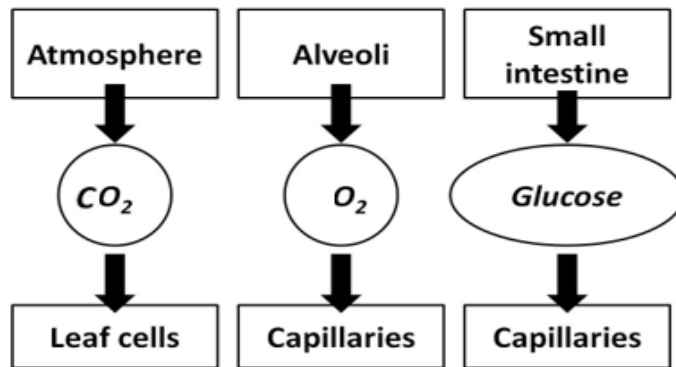 Atmosphere
CO₂
Leaf cells
Alveoli
O₂
Capillaries
Small
intestine
Glucose
Capillaries